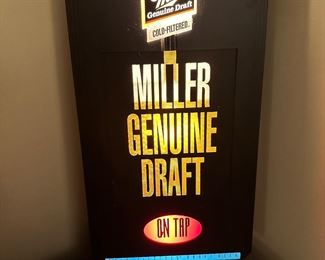 Genuine Draft
COLD-FILTERED.
MILLER
GENUINE
DRAFT
ON TAP